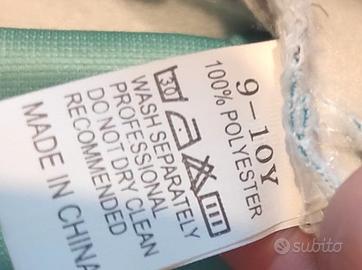 9-10Y
100% POLYESTER
30
WASH SEPARATELY
PROFESSIONAL
DO NOT DRY CLEAN
RECOMMENDED
MADE IN CHINA
subito